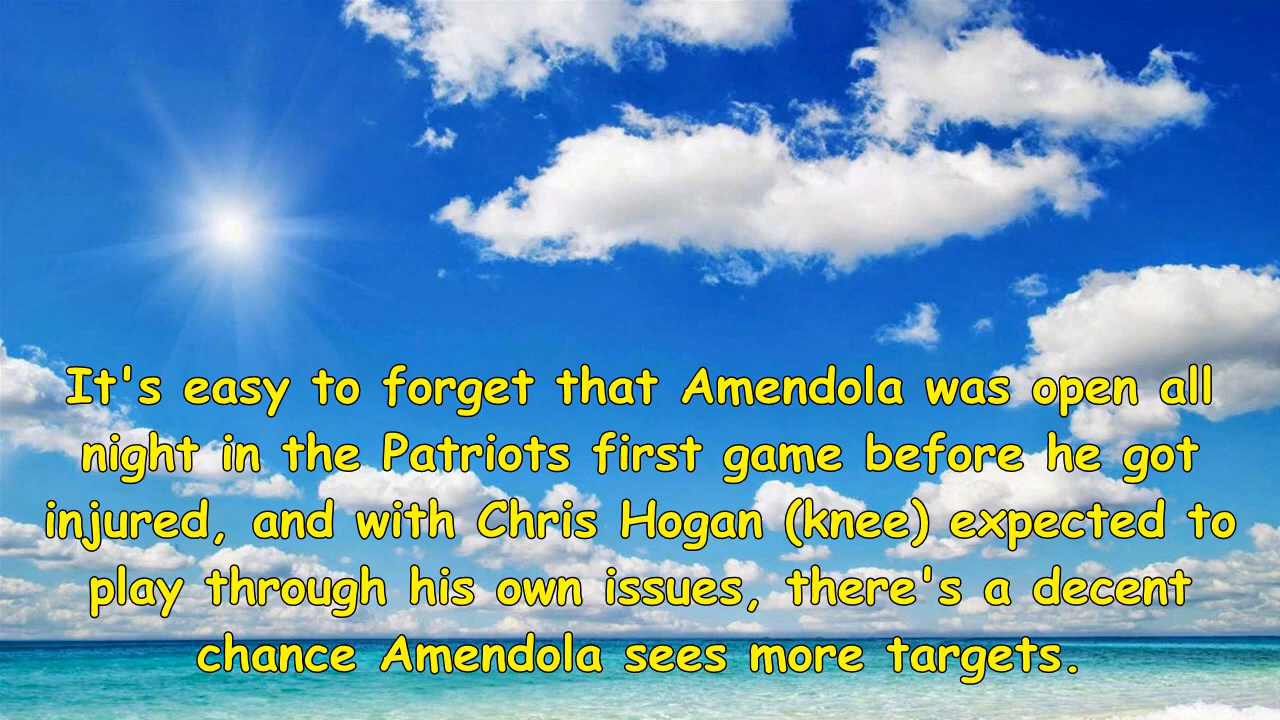 It's easy to forget that Amendola was open all
night in the Patriots first game before he got
injured, and with Chris Hogan (knee) expected to
play through his own issues, there's a decent
chance Amendola sees more targets.